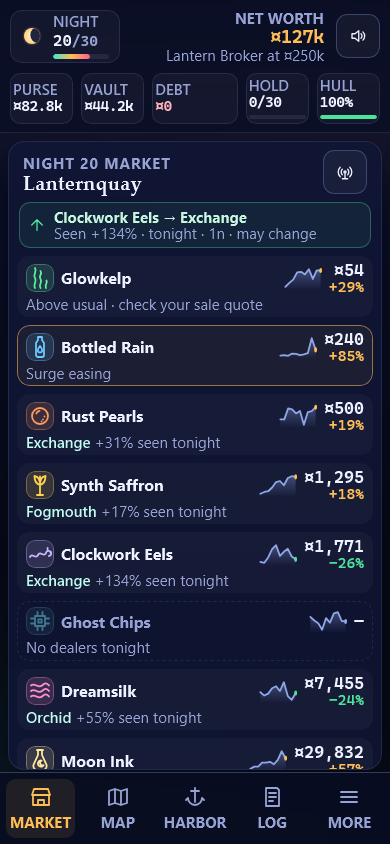 NIGHT
20/30
NET WORTH
¤127k
Lantern Broker at ¤250k
PURSE
¤82.8k
VAULT
¤44.2k
DEBT
¤0
HOLD
0/30
HULL
100%
NIGHT 20 MARKET
Lanternquay
Clockwork Eels → Exchange
Seen +134% · tonight · 1n · may change
Glowkelp
¤54
+29%
Above usual · check your sale quote
Bottled Rain
¤240
+85%
Surge easing
Rust Pearls
¤500
+19%
Exchange +31% seen tonight
Synth Saffron
¤1,295
+18%
Fogmouth +17% seen tonight
Clockwork Eels
¤1,771
−26%
Exchange +134% seen tonight
Ghost Chips
—
No dealers tonight
Dreamsilk
¤7,455
−24%
Orchid +55% seen tonight
Moon Ink
¤29,832
+57%
MARKET
MAP
HARBOR
LOG
MORE